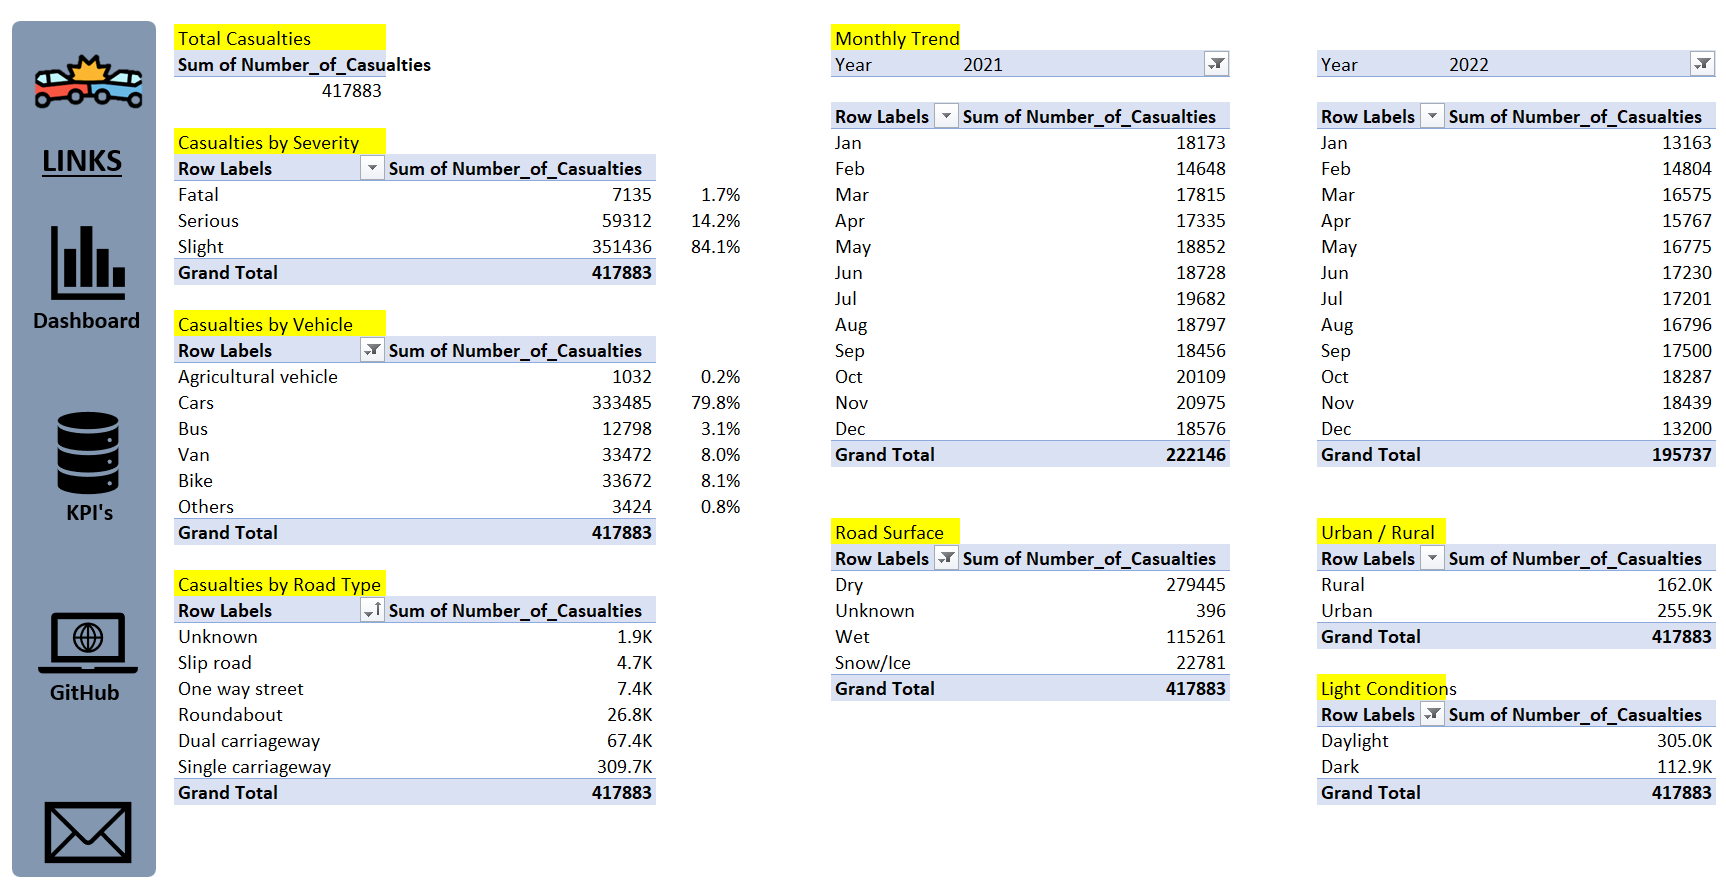 LINKS
Dashboard
KPI's
GitHub
Total Casualties
Sum of Number_of_Casualties
417883
Casualties by Severity
Row Labels Sum of Number_of_Casualties
Fatal 7135 1.7%
Serious 59312 14.2%
Slight 351436 84.1%
Grand Total 417883
Casualties by Vehicle
Row Labels Sum of Number_of_Casualties
Agricultural vehicle 1032 0.2%
Cars 333485 79.8%
Bus 12798 3.1%
Van 33472 8.0%
Bike 33672 8.1%
Others 3424 0.8%
Grand Total 417883
Casualties by Road Type
Row Labels Sum of Number_of_Casualties
Unknown 1.9K
Slip road 4.7K
One way street 7.4K
Roundabout 26.8K
Dual carriageway 67.4K
Single carriageway 309.7K
Grand Total 417883
Monthly Trend
Year 2021
Row Labels Sum of Number_of_Casualties
Jan 18173
Feb 14648
Mar 17815
Apr 17335
May 18852
Jun 18728
Jul 19682
Aug 18797
Sep 18456
Oct 20109
Nov 20975
Dec 18576
Grand Total 222146
Year 2022
Row Labels Sum of Number_of_Casualties
Jan 13163
Feb 14804
Mar 16575
Apr 15767
May 16775
Jun 17230
Jul 17201
Aug 16796
Sep 17500
Oct 18287
Nov 18439
Dec 13200
Grand Total 195737
Road Surface
Row Labels Sum of Number_of_Casualties
Dry 279445
Unknown 396
Wet 115261
Snow/Ice 22781
Grand Total 417883
Urban / Rural
Row Labels Sum of Number_of_Casualties
Rural 162.0K
Urban 255.9K
Grand Total 417883
Light Conditions
Row Labels Sum of Number_of_Casualties
Daylight 305.0K
Dark 112.9K
Grand Total 417883